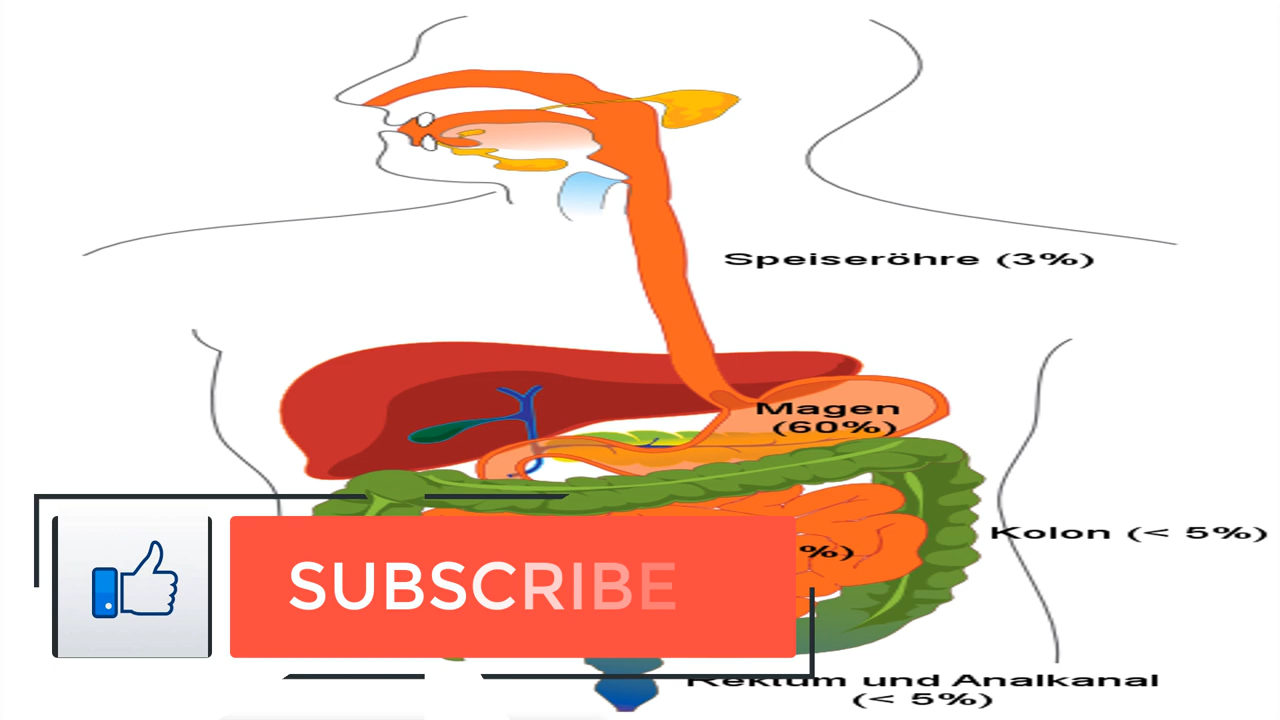 Speiseröhre (3%)
Magen
(60%)
Kolon (< 5%)
%)
SUBSCRIBE
Rektum und Analkanal
(< 5%)